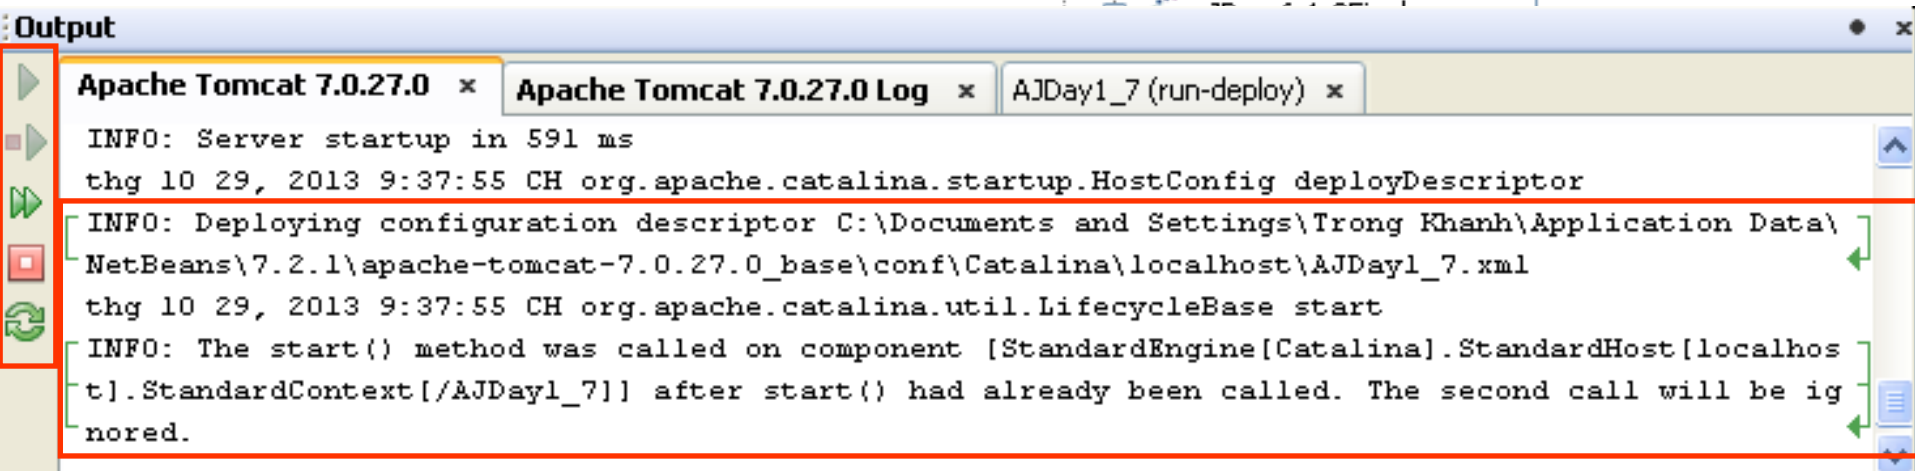 Output
Apache Tomcat 7.0.27.0
Apache Tomcat 7.0.27.0 Log
AJDay1_7 (run-deploy)
INFO: Server startup in 591 ms
thg 10 29, 2013 9:37:55 CH org.apache.catalina.startup.HostConfig deployDescriptor
INFO: Deploying configuration descriptor C:\Documents and Settings\Trong Khanh\Application Data\
NetBeans\7.2.1\apache-tomcat-7.0.27.0_base\conf\Catalina\localhost\AJDay1_7.xml
thg 10 29, 2013 9:37:55 CH org.apache.catalina.util.LifecycleBase start
INFO: The start() method was called on component [StandardEngine[Catalina].StandardHost[localhos
t].StandardContext[/AJDay1_7]] after start() had already been called. The second call will be ig
nored.